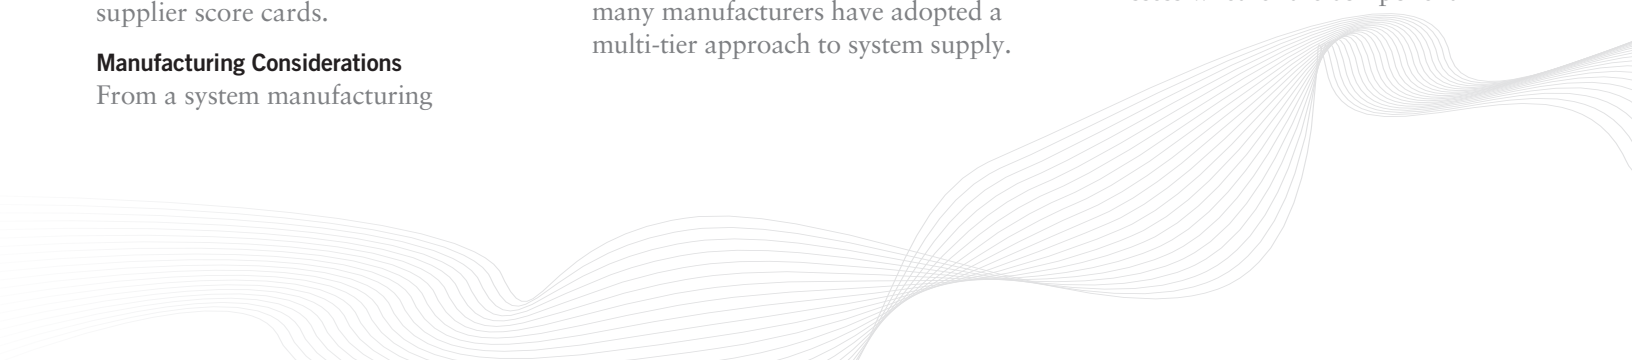 supplier score cards.
Manufacturing Considerations
From a system manufacturing
many manufacturers have adopted a
multi-tier approach to system supply.